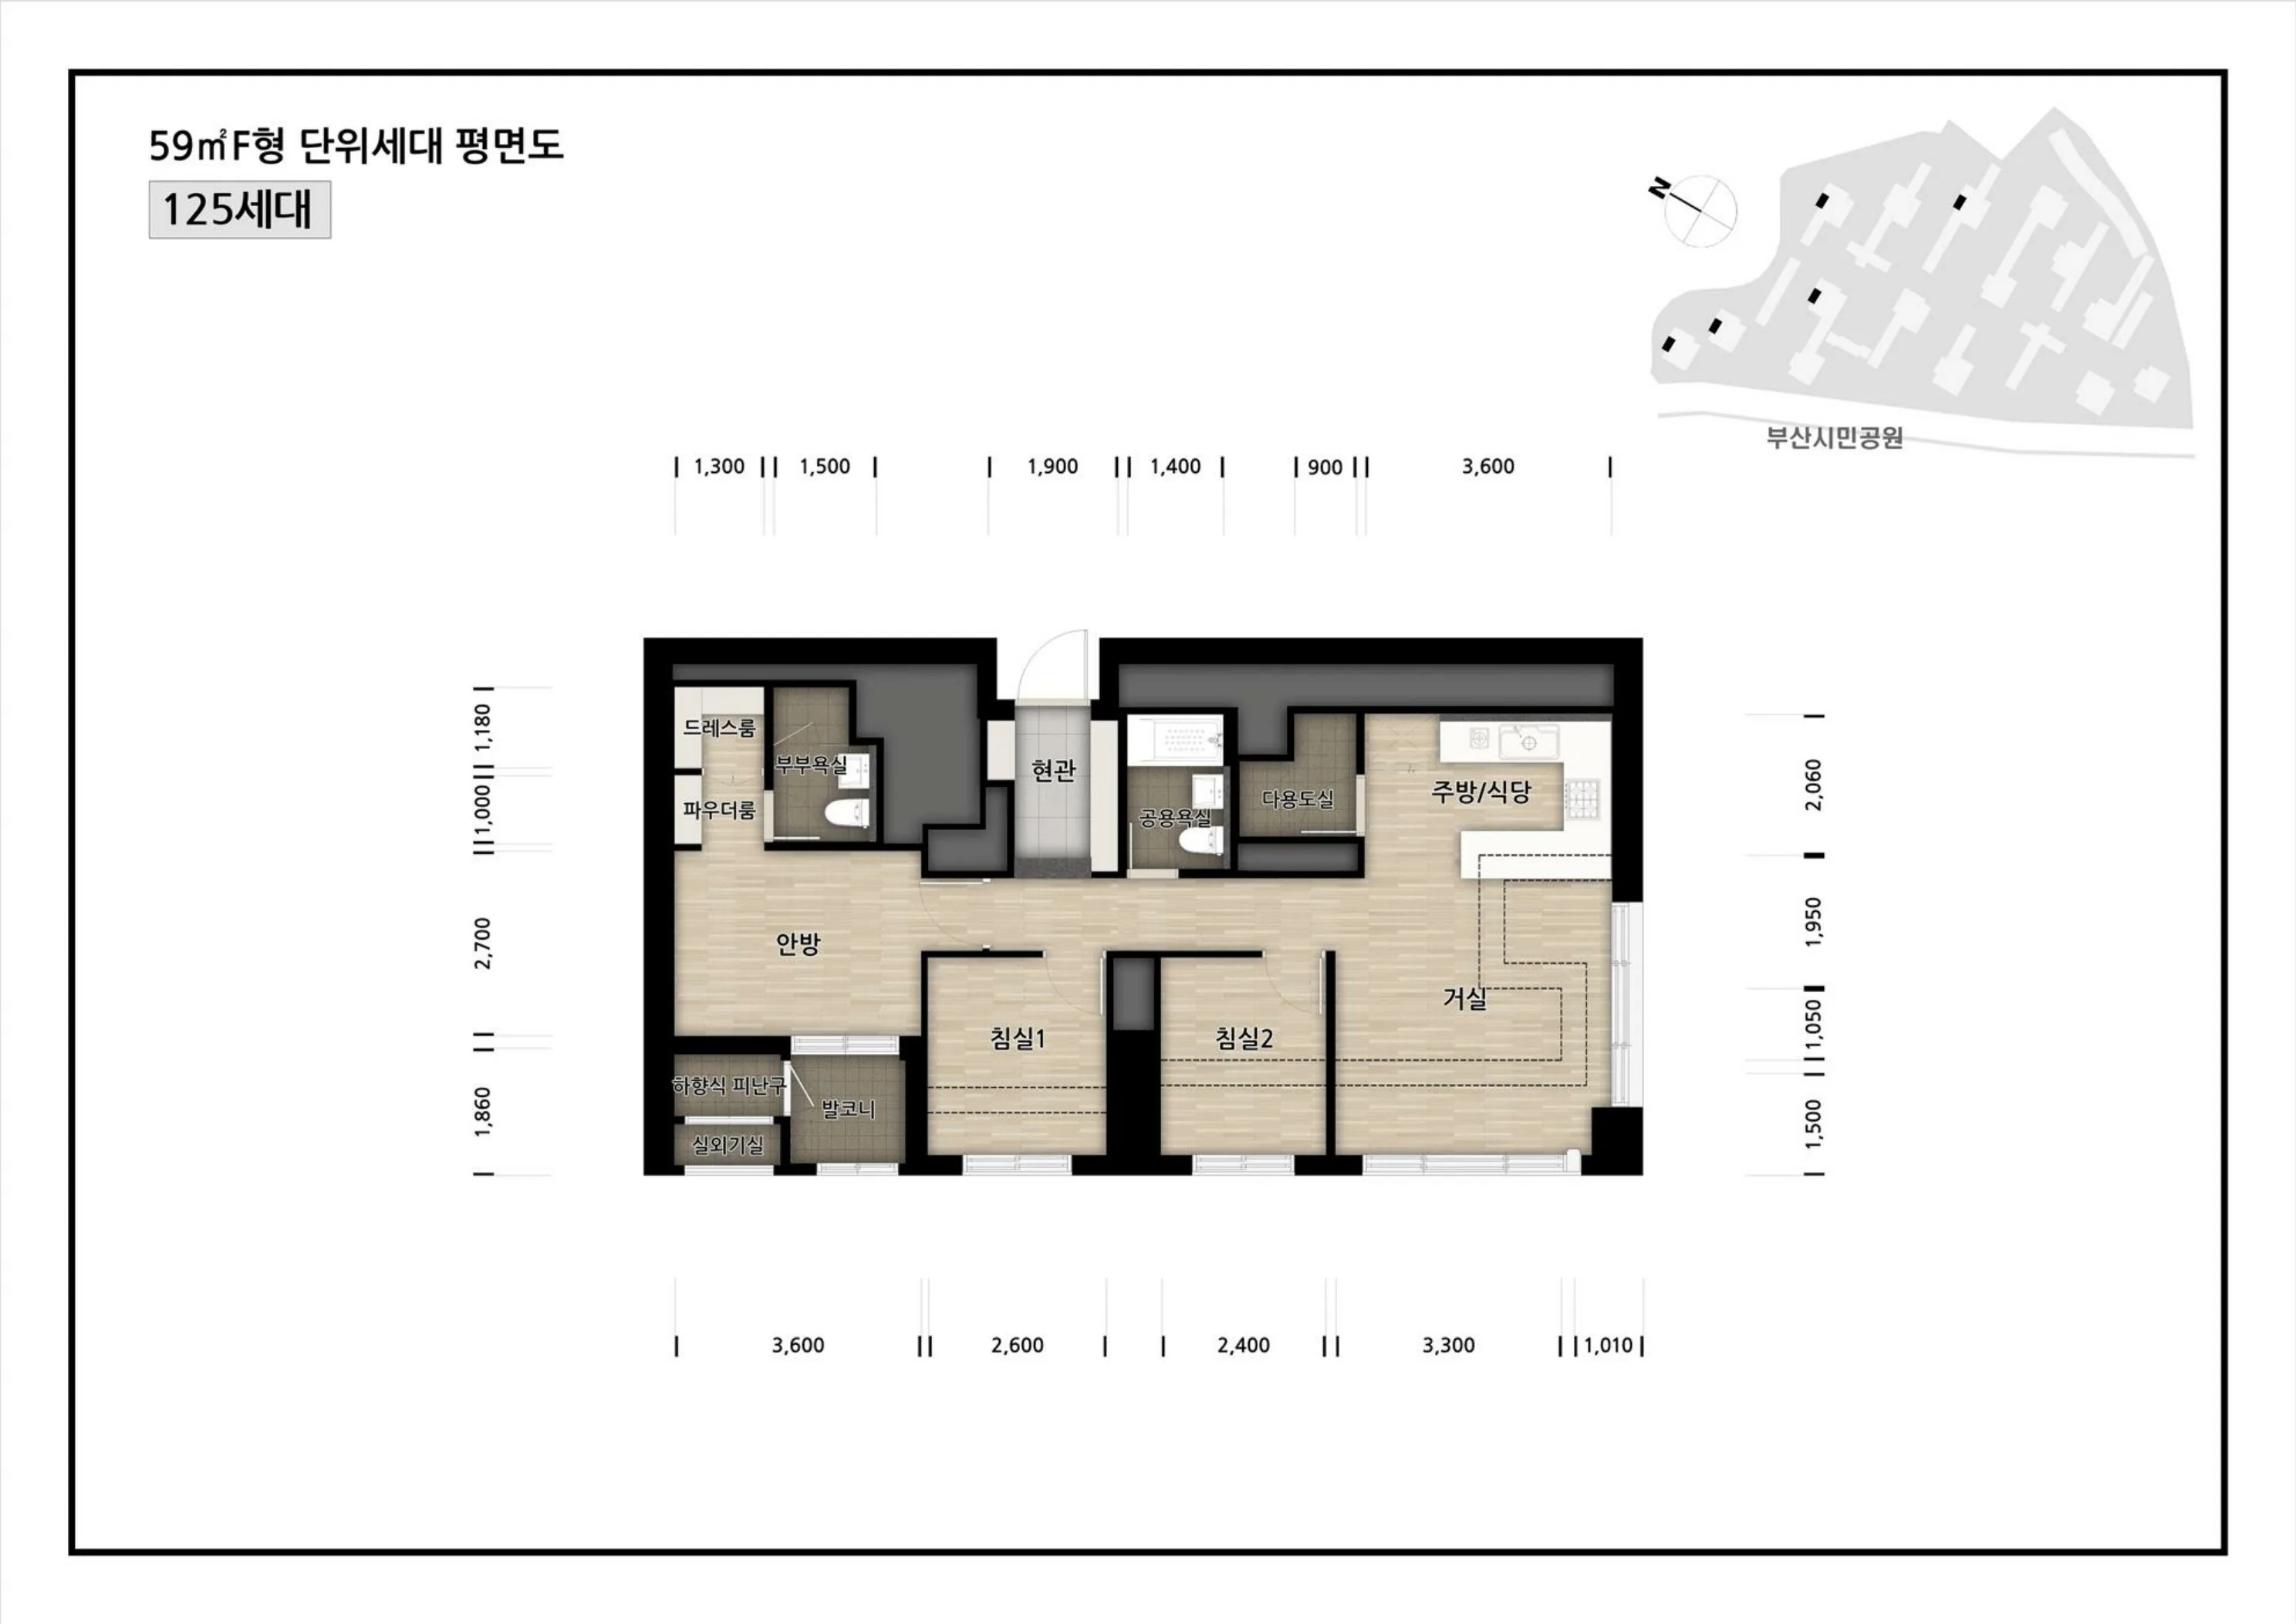 59㎡F형 단위세대 평면도
125세대
N
부산시민공원
1,300
1,500
1,900
1,400
900
3,600
1,180
1,000
2,700
1,860
2,060
1,950
1,050
1,500
드레스룸
부부욕실
파우더룸
현관
공용욕실
다용도실
주방/식당
안방
거실
침실1
침실2
하향식 피난구
발코니
실외기실
3,600
2,600
2,400
3,300
1,010